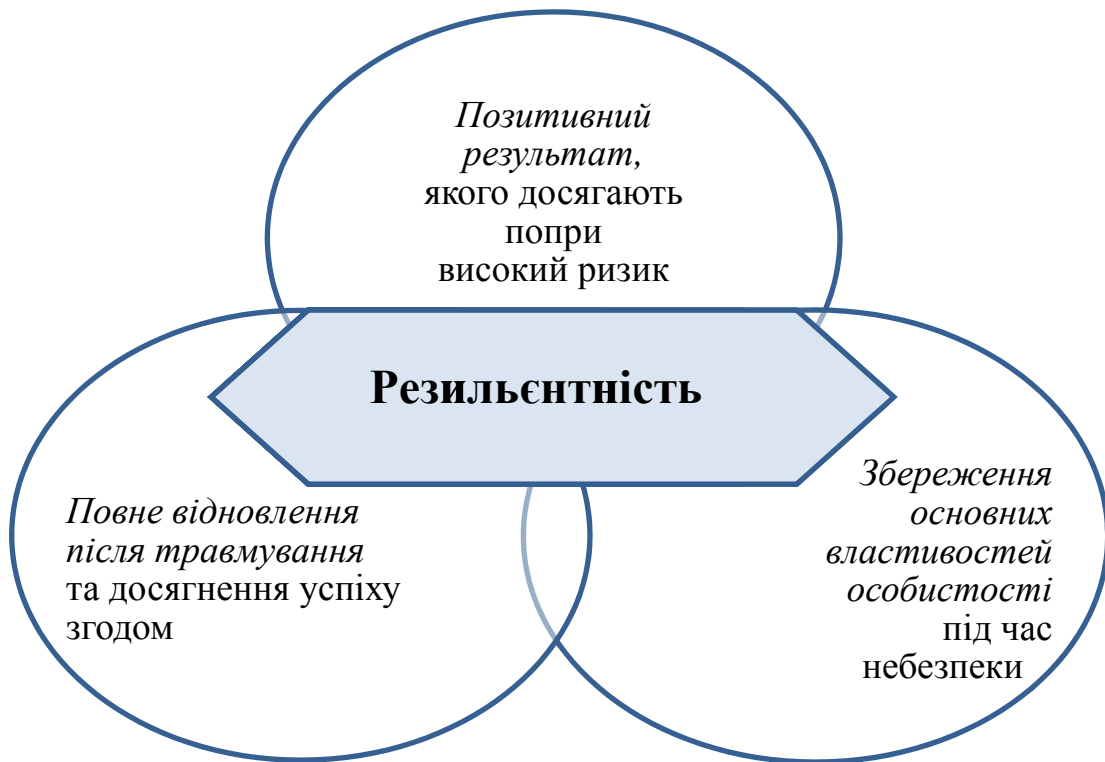 Позитивний
результат,
якого досягають
попри
високий ризик
Резильєнтність
Повне відновлення
після травмування
та досягнення успіху
згодом
Збереження
основних
властивостей
особистості
під час
небезпеки